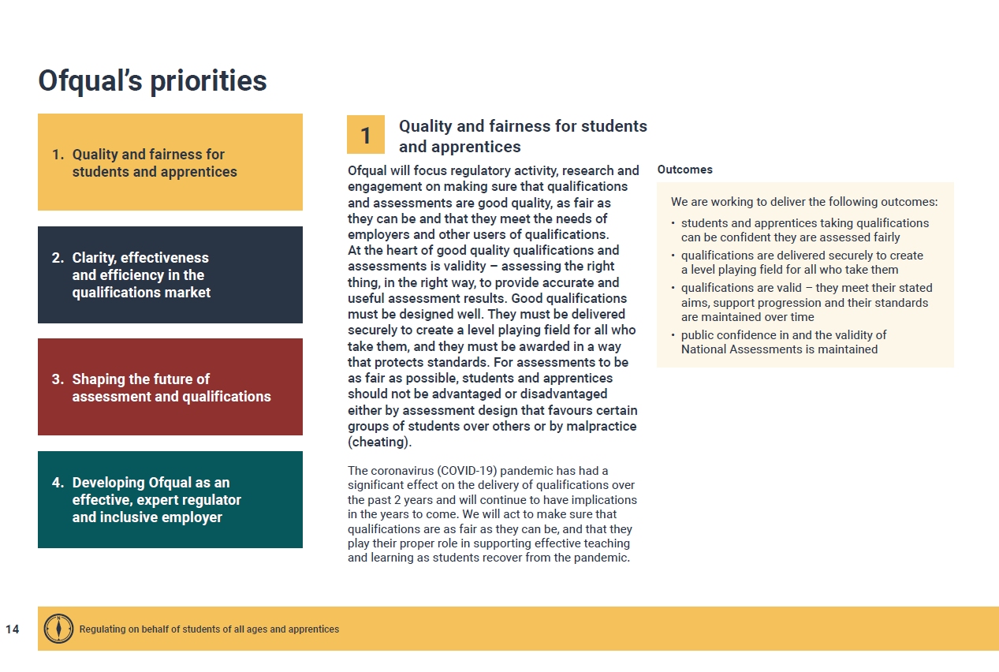 Ofqual’s priorities
1. Quality and fairness for
students and apprentices
2. Clarity, effectiveness
and efficiency in the
qualifications market
3. Shaping the future of
assessment and qualifications
4. Developing Ofqual as an
effective, expert regulator
and inclusive employer
1
Quality and fairness for students
and apprentices
Ofqual will focus regulatory activity, research and
engagement on making sure that qualifications
and assessments are good quality, as fair as
they can be and that they meet the needs of
employers and other users of qualifications.
At the heart of good quality qualifications and
assessments is validity – assessing the right
thing, in the right way, to provide accurate and
useful assessment results. Good qualifications
must be designed well. They must be delivered
securely to create a level playing field for all who
take them, and they must be awarded in a way
that protects standards. For assessments to be
as fair as possible, students and apprentices
should not be advantaged or disadvantaged
either by assessment design that favours certain
groups of students over others or by malpractice
(cheating).
The coronavirus (COVID-19) pandemic has had a
significant effect on the delivery of qualifications over
the past 2 years and will continue to have implications
in the years to come. We will act to make sure that
qualifications are as fair as they can be, and that they
play their proper role in supporting effective teaching
and learning as students recover from the pandemic.
Outcomes
We are working to deliver the following outcomes:
• students and apprentices taking qualifications
can be confident they are assessed fairly
• qualifications are delivered securely to create
a level playing field for all who take them
• qualifications are valid – they meet their stated
aims, support progression and their standards
are maintained over time
• public confidence in and the validity of
National Assessments is maintained
14
N
Regulating on behalf of students of all ages and apprentices